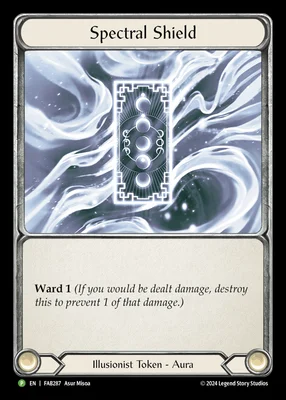 Spectral Shield
Ward 1 (If you would be dealt damage, destroy
this to prevent 1 of that damage.)
Illusionist Token - Aura
P EN | FAB287 Asur Misoa
© 2024 Legend Story Studios